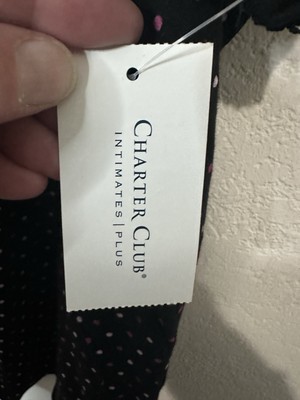 CHARTER CLUB®
INTIMATES | PLUS